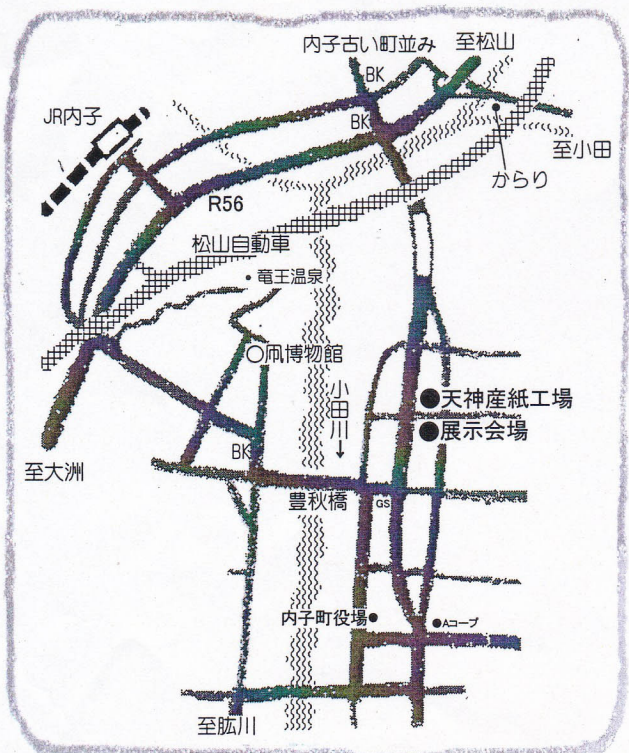 内子古い町並み
至松山
BK
JR内子
BK
至小田
からり
R56
松山自動車
竜王温泉
凧博物館
小田川
天神産紙工場
展示会場
BK
至大洲
豊秋橋
GS
内子町役場
Aコープ
至肱川